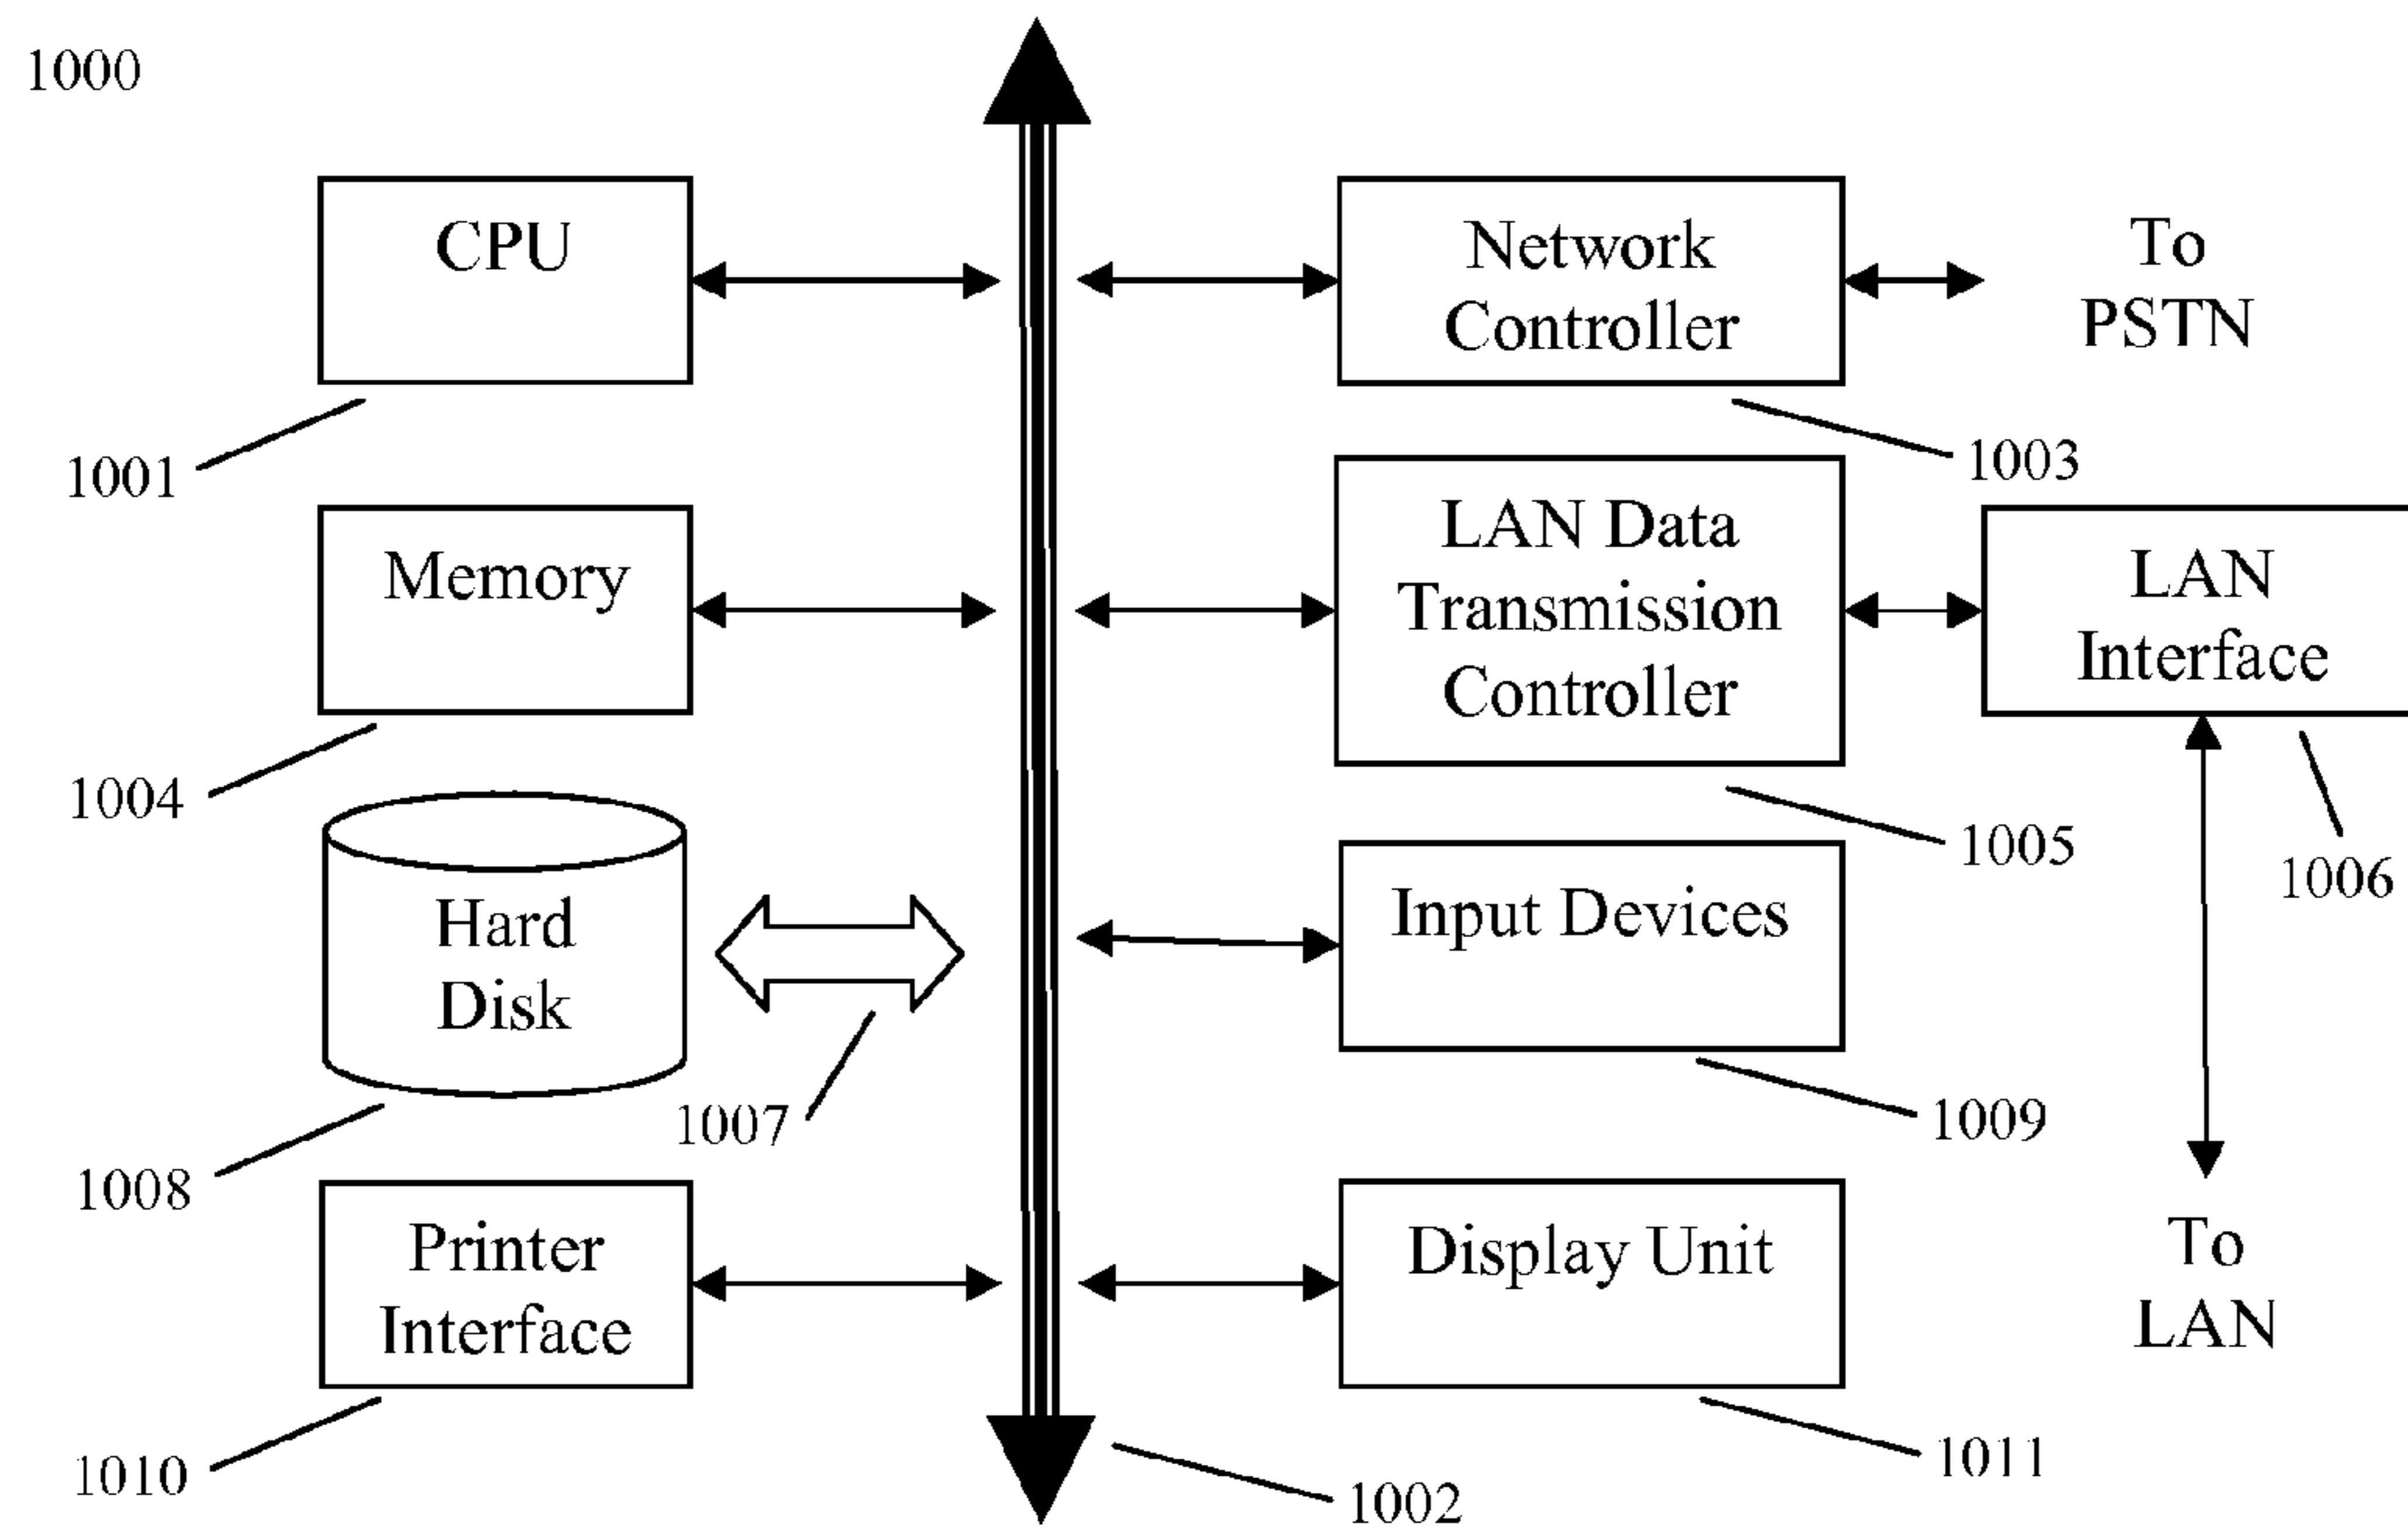 1000
CPU
1001
Network
Controller
1003
To
PSTN
Memory
1004
LAN Data
Transmission
Controller
1005
LAN
Interface
1006
Hard
Disk
1008
1007
Input Devices
1009
Printer
Interface
1010
Display Unit
1011
To
LAN
1002